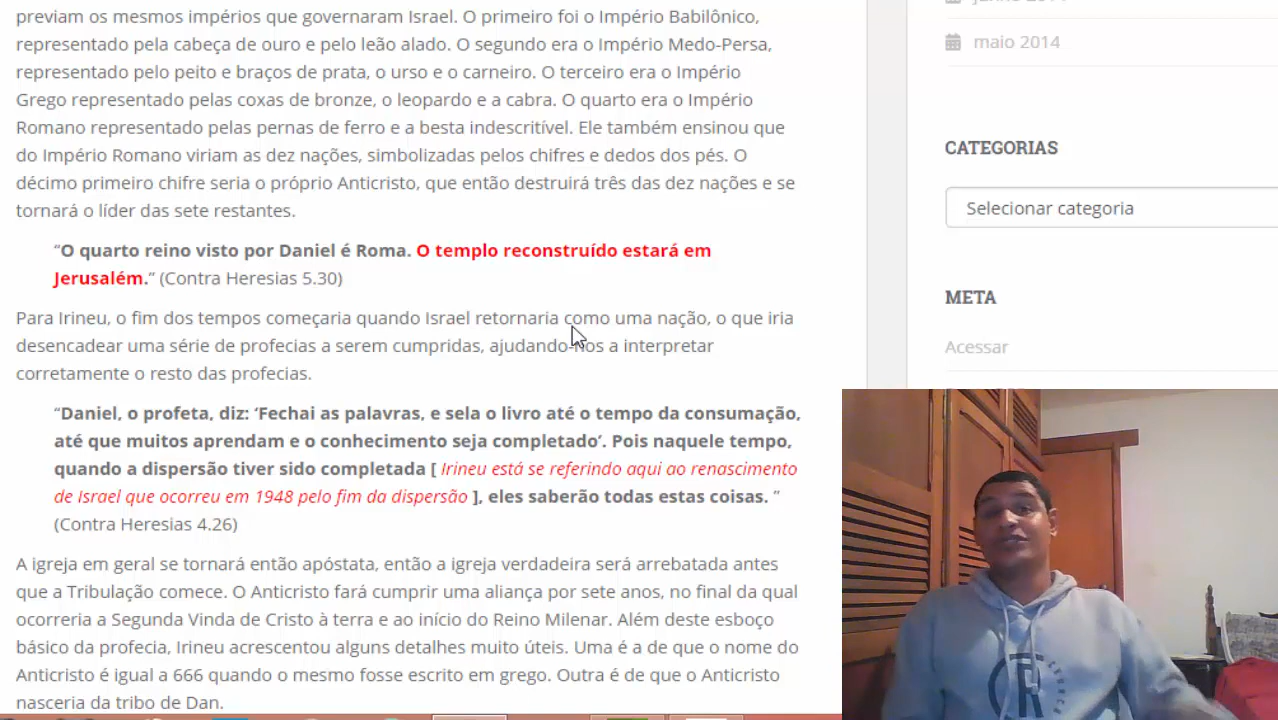 previam os mesmos impérios que governaram Israel. O primeiro foi o Império Babilônico,
representado pela cabeça de ouro e pelo leão alado. O segundo era o Império Medo-Persa,
representado pelo peito e braços de prata, o urso e o carneiro. O terceiro era o Império
Grego representado pelas coxas de bronze, o leopardo e a cabra. O quarto era o Império
Romano representado pelas pernas de ferro e a besta indescritível. Ele também ensinou que
do Império Romano viriam as dez nações, simbolizadas pelos chifres e dedos dos pés. O
décimo primeiro chifre seria o próprio Anticristo, que então destruirá três das dez nações e se
tornará o líder das sete restantes.
“O quarto reino visto por Daniel é Roma. O templo reconstruído estará em
Jerusalém.” (Contra Heresias 5.30)
Para Irineu, o fim dos tempos começaria quando Israel retornaria como uma nação, o que iria
desencadear uma série de profecias a serem cumpridas, ajudando-nos a interpretar
corretamente o resto das profecias.
“Daniel, o profeta, diz: ‘Fechai as palavras, e sela o livro até o tempo da consumação,
até que muitos aprendam e o conhecimento seja completado’. Pois naquele tempo,
quando a dispersão tiver sido completada [ Irineu está se referindo aqui ao renascimento
de Israel que ocorreu em 1948 pelo fim da dispersão ], eles saberão todas estas coisas. ”
(Contra Heresias 4.26)
A igreja em geral se tornará então apóstata, então a igreja verdadeira será arrebatada antes
que a Tribulação comece. O Anticristo fará cumprir uma aliança por sete anos, no final da qual
ocorreria a Segunda Vinda de Cristo à terra e ao início do Reino Milenar. Além deste esboço
básico da profecia, Irineu acrescentou alguns detalhes muito úteis. Uma é a de que o nome do
Anticristo é igual a 666 quando o mesmo fosse escrito em grego. Outra é de que o Anticristo
nasceria da tribo de Dan.
maio 2014
CATEGORIAS
Selecionar categoria
META
Acessar